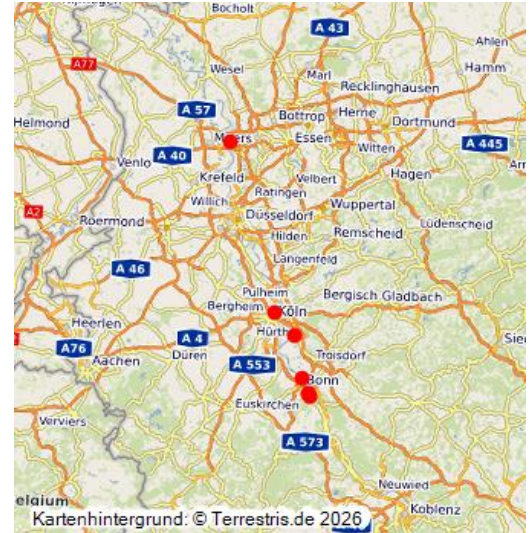 Bocholt
A 43
Ahlen
A77
Wesel
Marl
Hamm
Recklinghausen
A 57
Bottrop
Herne
Dortmund
Helmond
Essen
Witten
A 445
Venlo
A 40
Krefeld
Velbert
Hagen
Ratingen
A2
Willich
Roermond
Düsseldorf
Wuppertal
Lüdenscheid
Hilden
Remscheid
Langenfeld
A 46
Pulheim
Bergheim
Köln
Bergisch Gladbach
Heerlen
Hürth
A76
A 4
Troisdorf
Düren
A 553
Aachen
Bonn
Euskirchen
Verviers
A 573
Neuwied
Koblenz
Kartenhintergrund: © Terrestris.de 2026